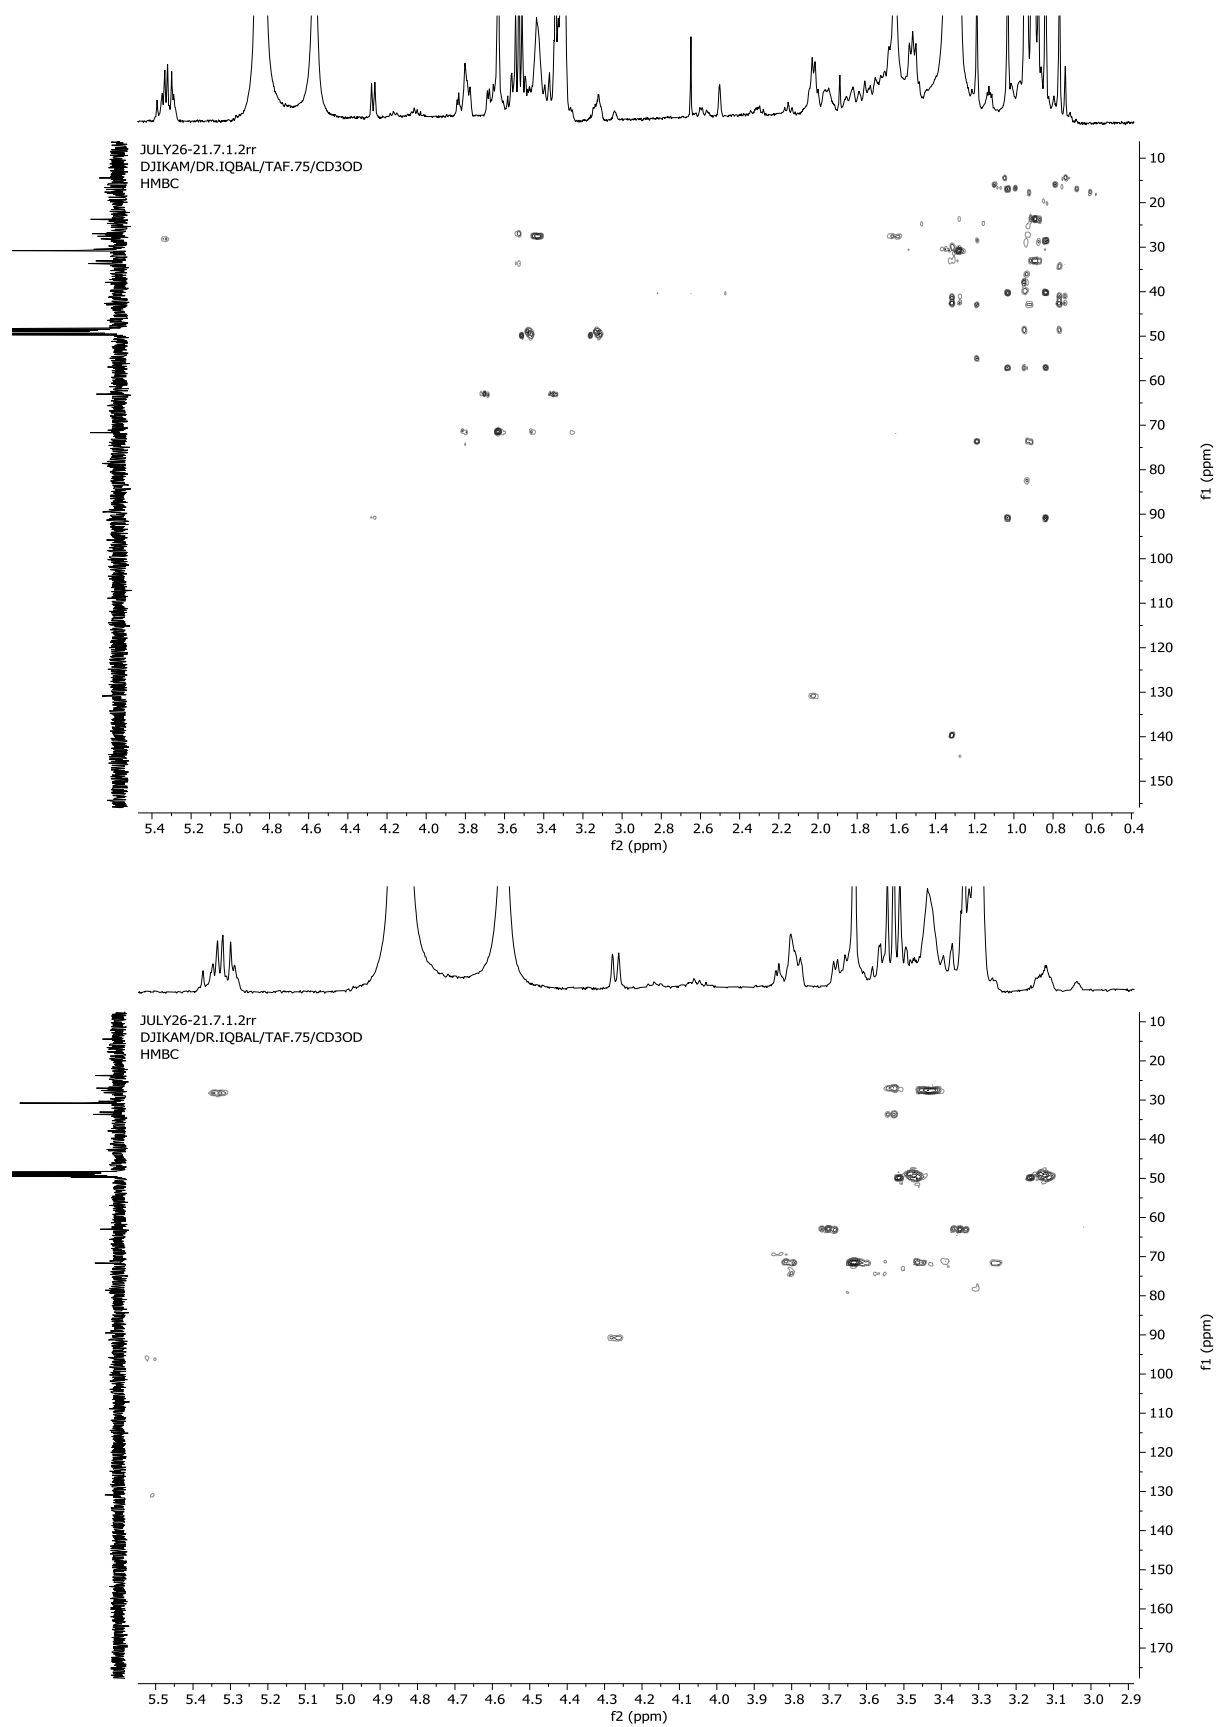 JULY26-21.7.1.2rr
DJIKAM/DR.IQBAL/TAF.75/CD3OD
HMBC
10
20
30
40
50
60
70
80
90
100
110
120
130
140
150
f1 (ppm)
5.4 5.2 5.0 4.8 4.6 4.4 4.2 4.0 3.8 3.6 3.4 3.2 3.0 2.8 2.6 2.4 2.2 2.0 1.8 1.6 1.4 1.2 1.0 0.8 0.6 0.4
f2 (ppm)
JULY26-21.7.1.2rr
DJIKAM/DR.IQBAL/TAF.75/CD3OD
HMBC
10
20
30
40
50
60
70
80
90
100
110
120
130
140
150
160
170
f1 (ppm)
5.5 5.4 5.3 5.2 5.1 5.0 4.9 4.8 4.7 4.6 4.5 4.4 4.3 4.2 4.1 4.0 3.9 3.8 3.7 3.6 3.5 3.4 3.3 3.2 3.1 3.0 2.9
f2 (ppm)